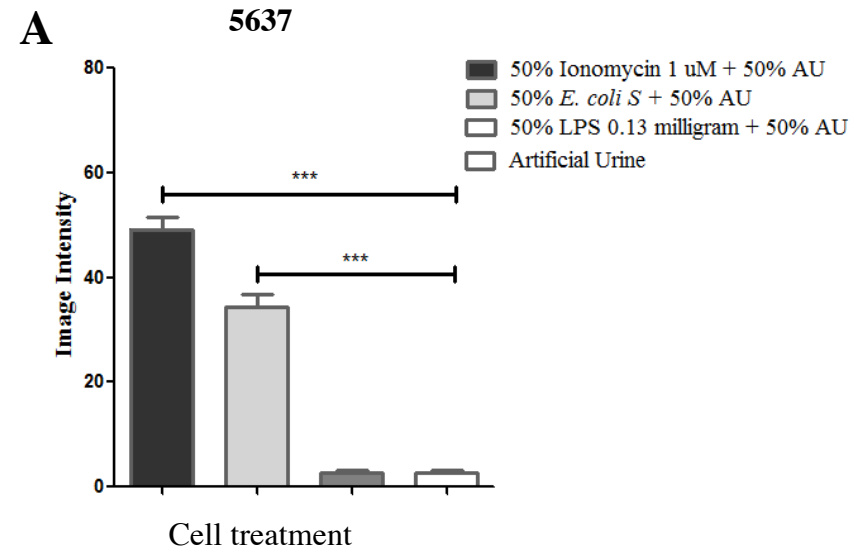 A
5637
80
60
40
20
0
Image Intensity
50% Ionomycin 1 uM + 50% AU
50% E. coli S + 50% AU
50% LPS 0.13 milligram + 50% AU
Artificial Urine
***
***
Cell treatment